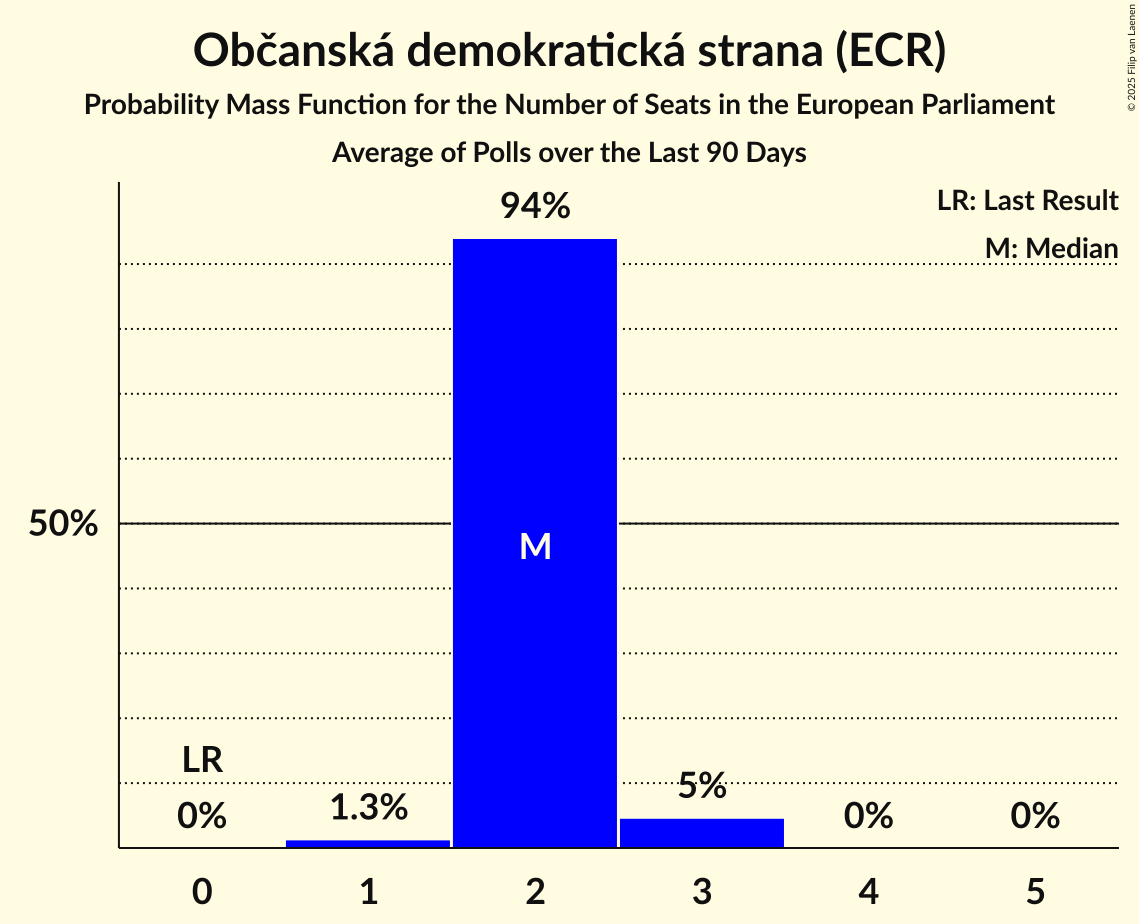 Občanská demokratická strana (ECR)
Probability Mass Function for the Number of Seats in the European Parliament
Average of Polls over the Last 90 Days
© 2025 Filip van Laenen
LR: Last Result
M: Median
94%
50%
M
LR
0%
1.3%
5%
0%
0%
0 1 2 3 4 5